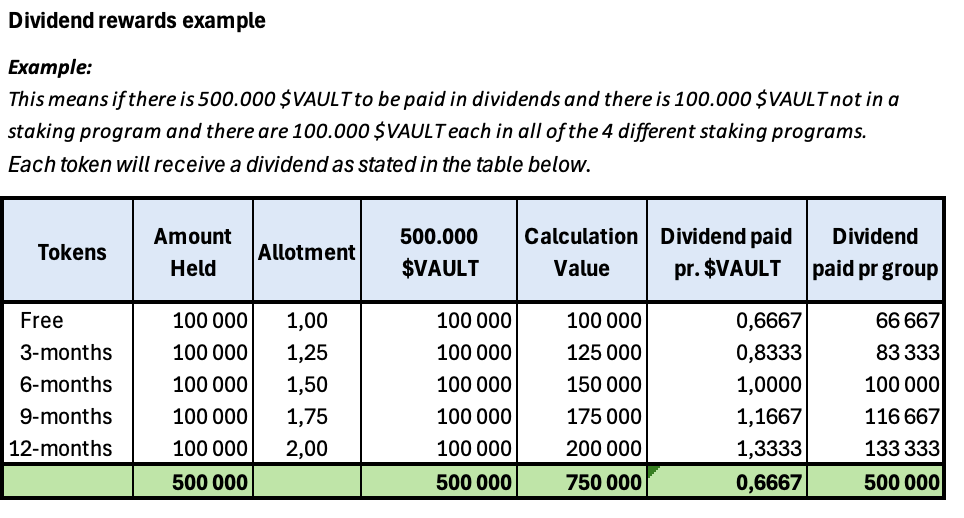 Dividend rewards example
Example:
This means if there is 500.000 $VAULT to be paid in dividends and there is 100.000 $VAULT not in a
staking program and there are 100.000 $VAULT each in all of the 4 different staking programs.
Each token will receive a dividend as stated in the table below.
Tokens Amount Held Allotment 500.000 $VAULT Calculation Value Dividend paid pr. $VAULT Dividend paid pr group
Free 100 000 1,00 100 000 100 000 0,6667 66 667
3-months 100 000 1,25 100 000 125 000 0,8333 83 333
6-months 100 000 1,50 100 000 150 000 1,0000 100 000
9-months 100 000 1,75 100 000 175 000 1,1667 116 667
12-months 100 000 2,00 100 000 200 000 1,3333 133 333
500 000 500 000 750 000 0,6667 500 000